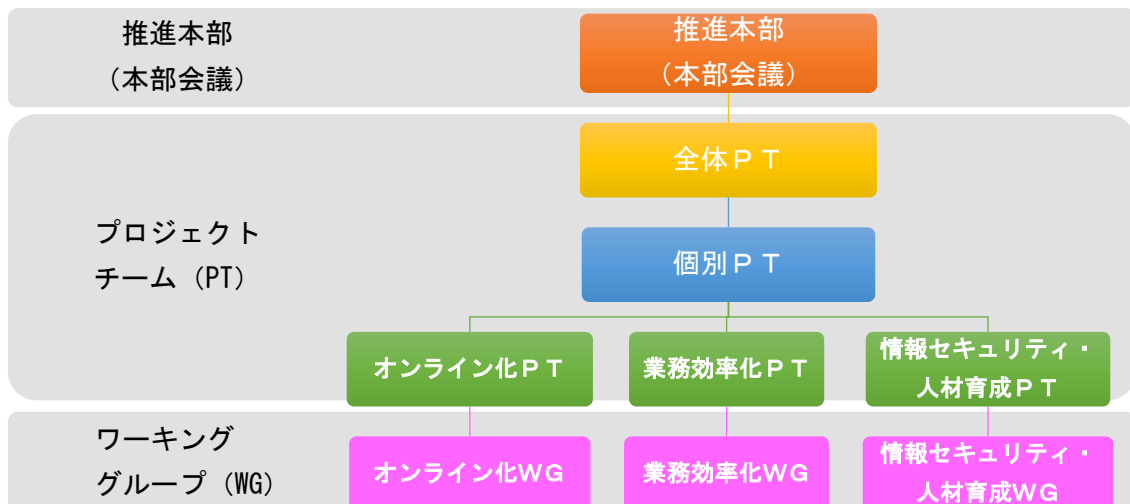 推進本部
（本部会議）
推進本部
（本部会議）
全体ＰＴ
プロジェクト
チーム（PT）
個別ＰＴ
オンライン化ＰＴ
業務効率化ＰＴ
情報セキュリティ・
人材育成ＰＴ
ワーキング
グループ（WG）
オンライン化WG
業務効率化WG
情報セキュリティ・
人材育成WG